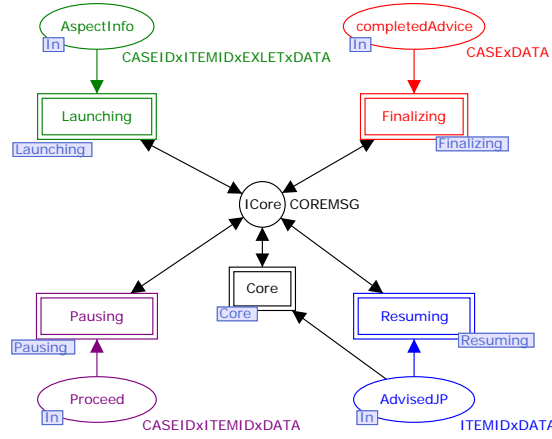 AspectInfo
In
CASEIDxITEMIDxEXLETxDATA
completedAdvice
In
CASExDATA
Launching
Launching
Finalizing
Finalizing
ICore COREMSG
Core
Core
Pausing
Pausing
Resuming
Resuming
Proceed
In
CASEIDxITEMIDxDATA
AdvisedJP
In
ITEMIDxDATA